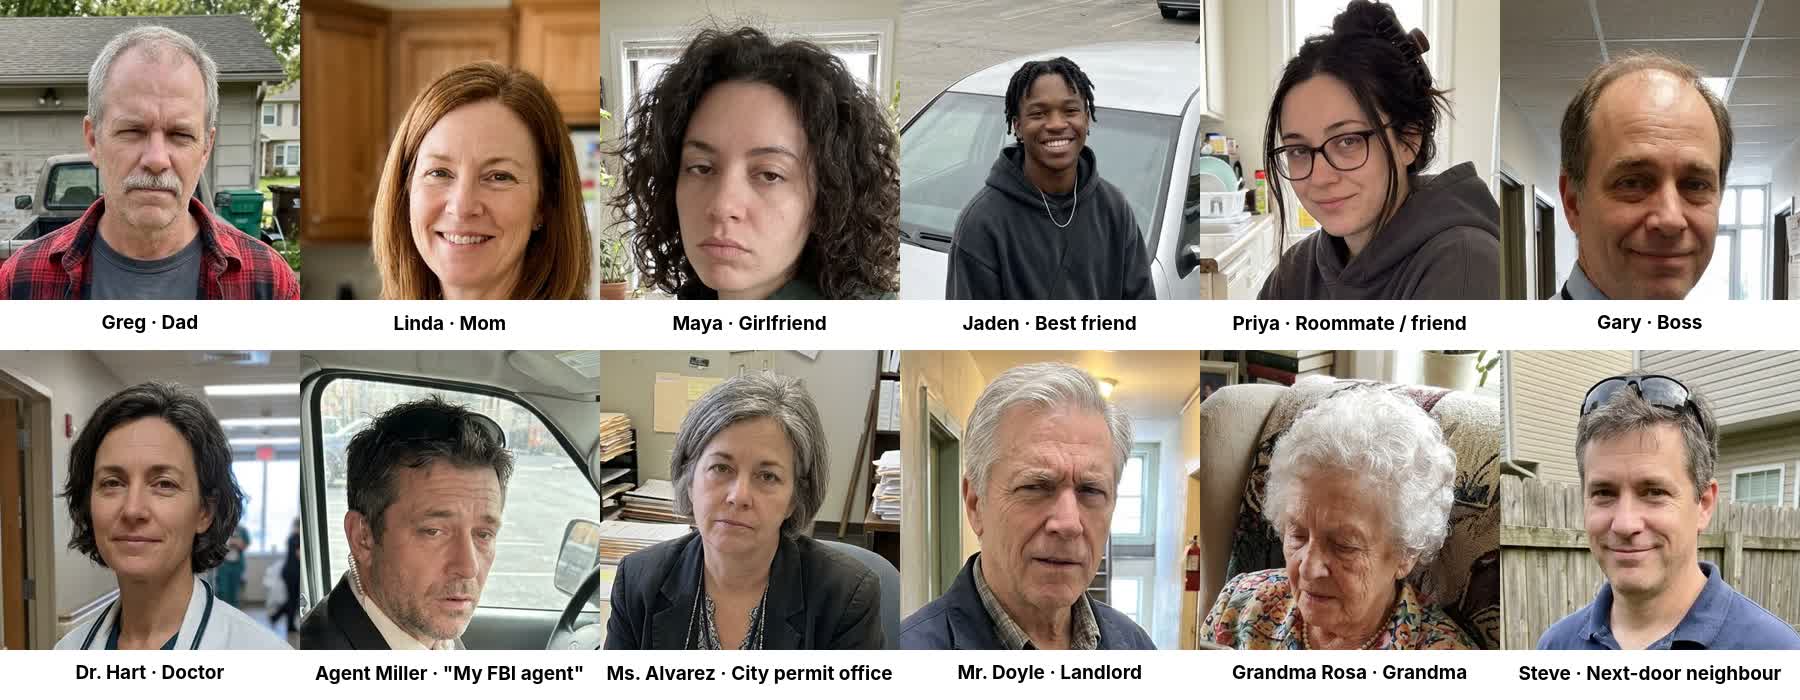 Greg · Dad
Linda · Mom
Maya · Girlfriend
Jaden · Best friend
Priya · Roommate / friend
Gary · Boss
Dr. Hart · Doctor
Agent Miller · "My FBI agent"
Ms. Alvarez · City permit office
Mr. Doyle · Landlord
Grandma Rosa · Grandma
Steve · Next-door neighbour